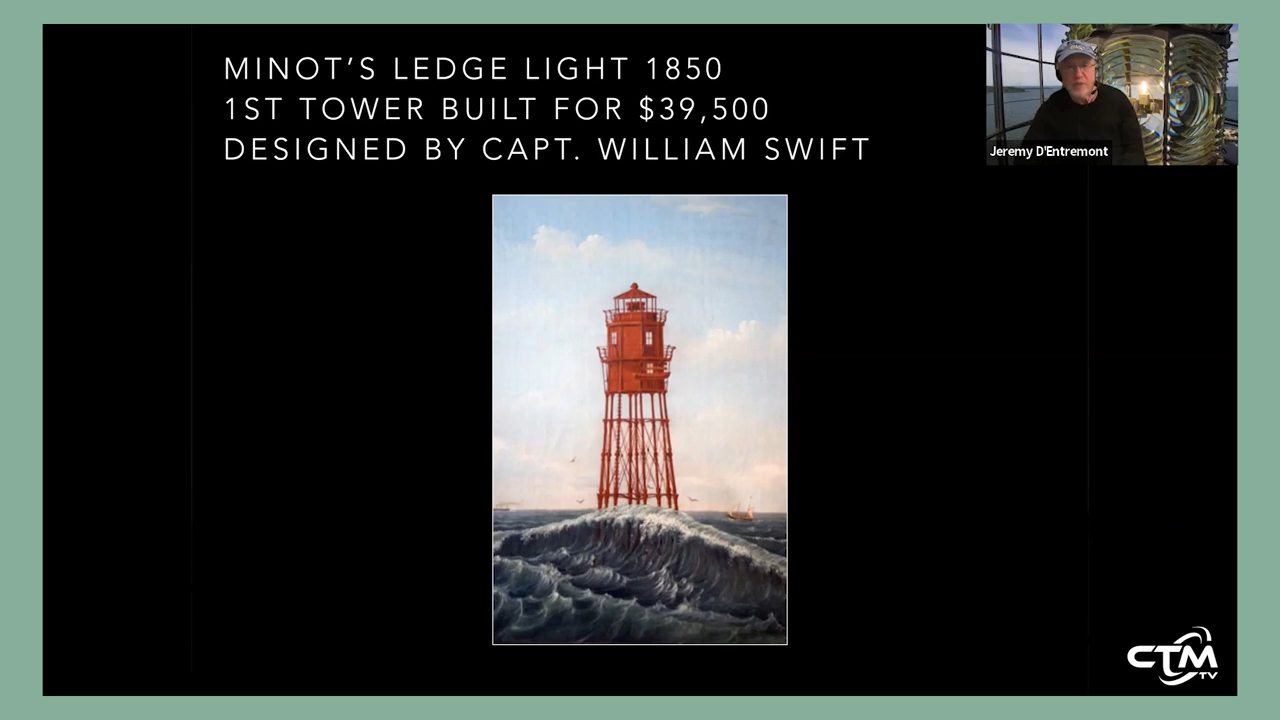 MINOT’S LEDGE LIGHT 1850
1ST TOWER BUILT FOR $39,500
DESIGNED BY CAPT. WILLIAM SWIFT
Jeremy D'Entremont
CTM
TV